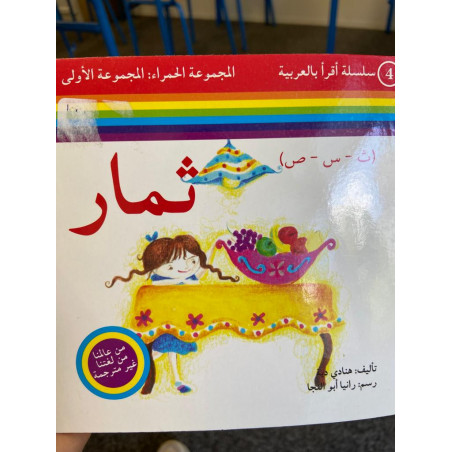 4 سلسلة أقرأ بالعربية
المجموعة الحمراء: المجموعة الأولى
(ث - س - ص)
ثمار
من عالمنا
من لغتنا
غير مترجمة
تأليف: هنادي دية
رسم: رانيا أبو النجا